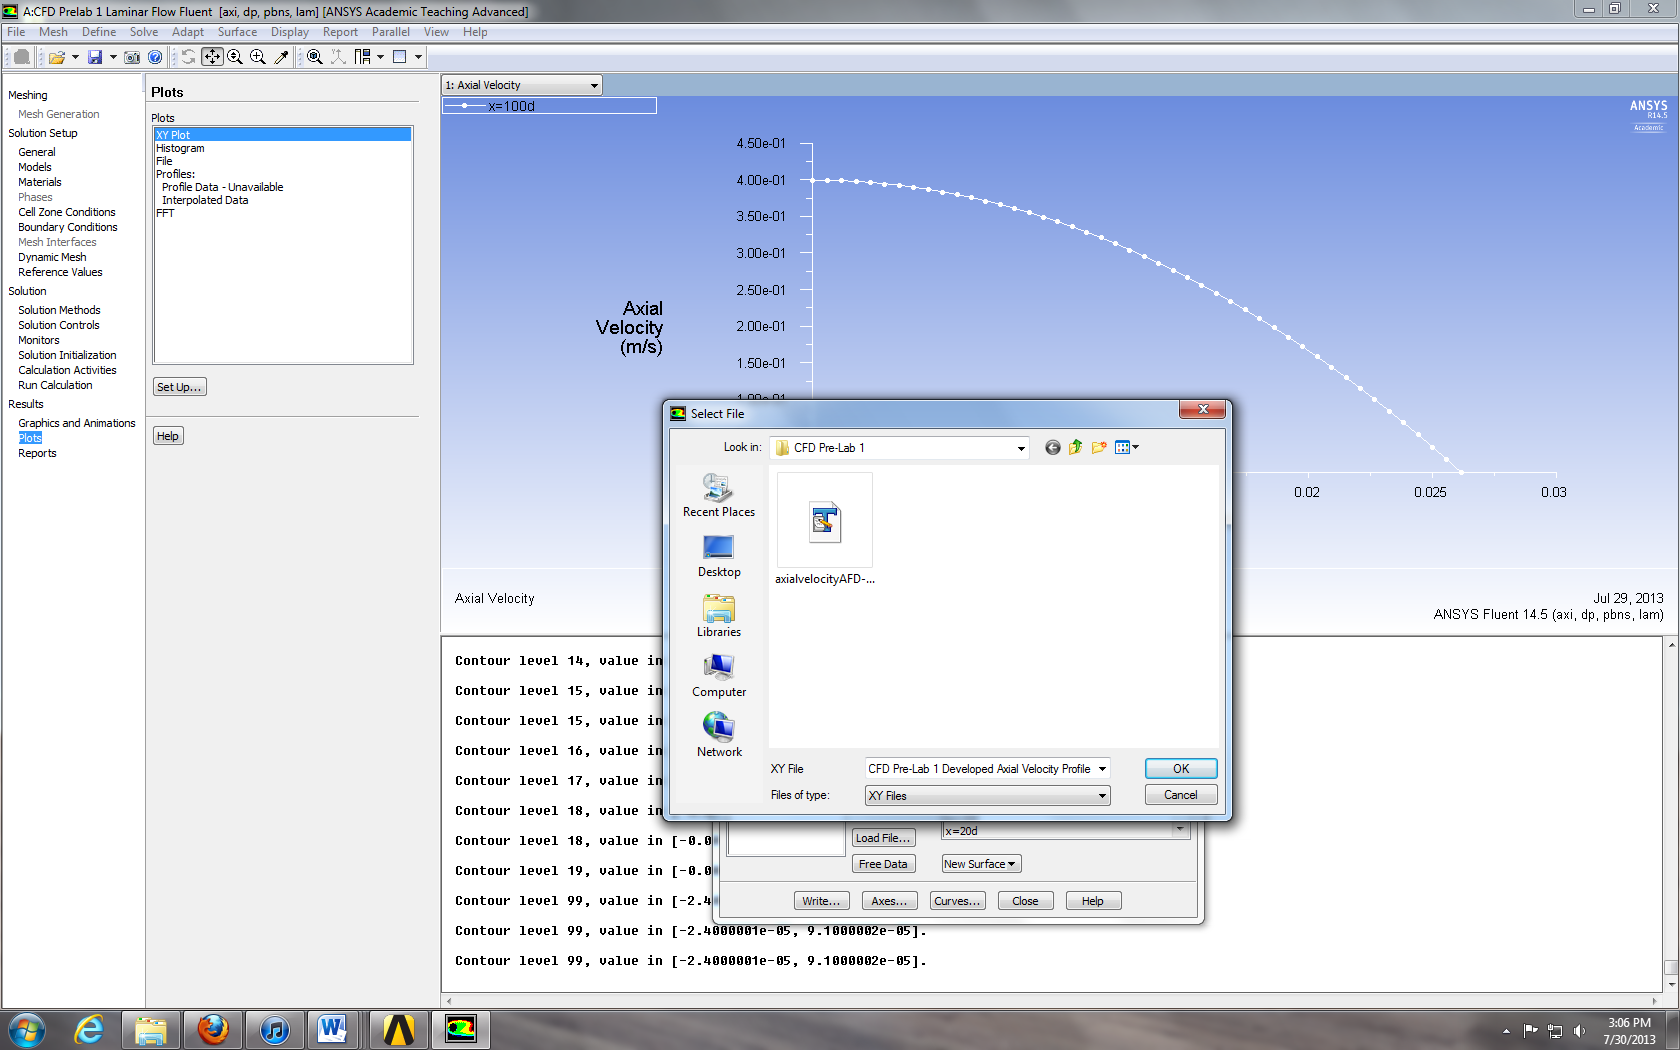 A:CFD Prelab 1 Laminar Flow Fluent [axi, dp, pbns, lam] [ANSYS Academic Teaching Advanced]
File Mesh Define Solve Adapt Surface Display Report Parallel View Help
Meshing
Mesh Generation
Solution Setup
General
Models
Materials
Phases
Cell Zone Conditions
Boundary Conditions
Mesh Interfaces
Dynamic Mesh
Reference Values
Solution
Solution Methods
Solution Controls
Monitors
Solution Initialization
Calculation Activities
Run Calculation
Results
Graphics and Animations
Plots
Reports
Plots
Plots
XY Plot
Histogram
File
Profiles:
Profile Data - Unavailable
Interpolated Data
FFT
Set Up...
Help
1: Axial Velocity
x=100d
ANSYS
R14.5
Academic
4.50e-01
4.00e-01
3.50e-01
3.00e-01
2.50e-01
2.00e-01
1.50e-01
Axial
Velocity
(m/s)
0.02 0.025 0.03
Axial Velocity
Jul 29, 2013
ANSYS Fluent 14.5 (axi, dp, pbns, lam)
Select File
Look in: CFD Pre-Lab 1
Recent Places
Desktop
Libraries
Computer
Network
axialvelocityAFD-...
XY File CFD Pre-Lab 1 Developed Axial Velocity Profile OK
Files of type: XY Files Cancel
x=20d
Load File...
Free Data New Surface
Write... Axes... Curves... Close Help
Contour level 14, value in
Contour level 15, value in
Contour level 15, value in
Contour level 16, value in
Contour level 17, value in
Contour level 18, value in
Contour level 18, value in [-0.0
Contour level 19, value in [-0.0
Contour level 99, value in [-2.4
Contour level 99, value in [-2.4000001e-05, 9.1000002e-05].
Contour level 99, value in [-2.4000001e-05, 9.1000002e-05].
3:06 PM
7/30/2013